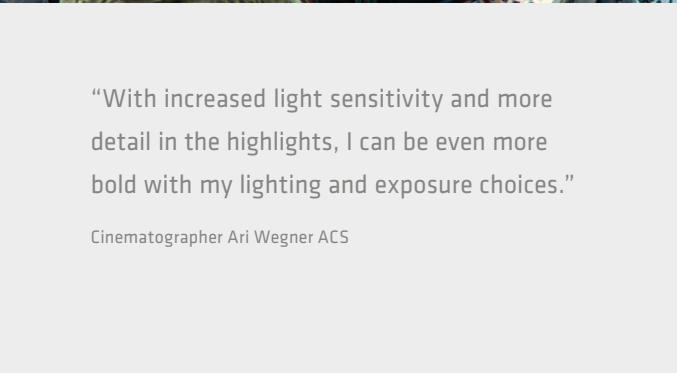 “With increased light sensitivity and more
detail in the highlights, I can be even more
bold with my lighting and exposure choices.”
Cinematographer Ari Wegner ACS